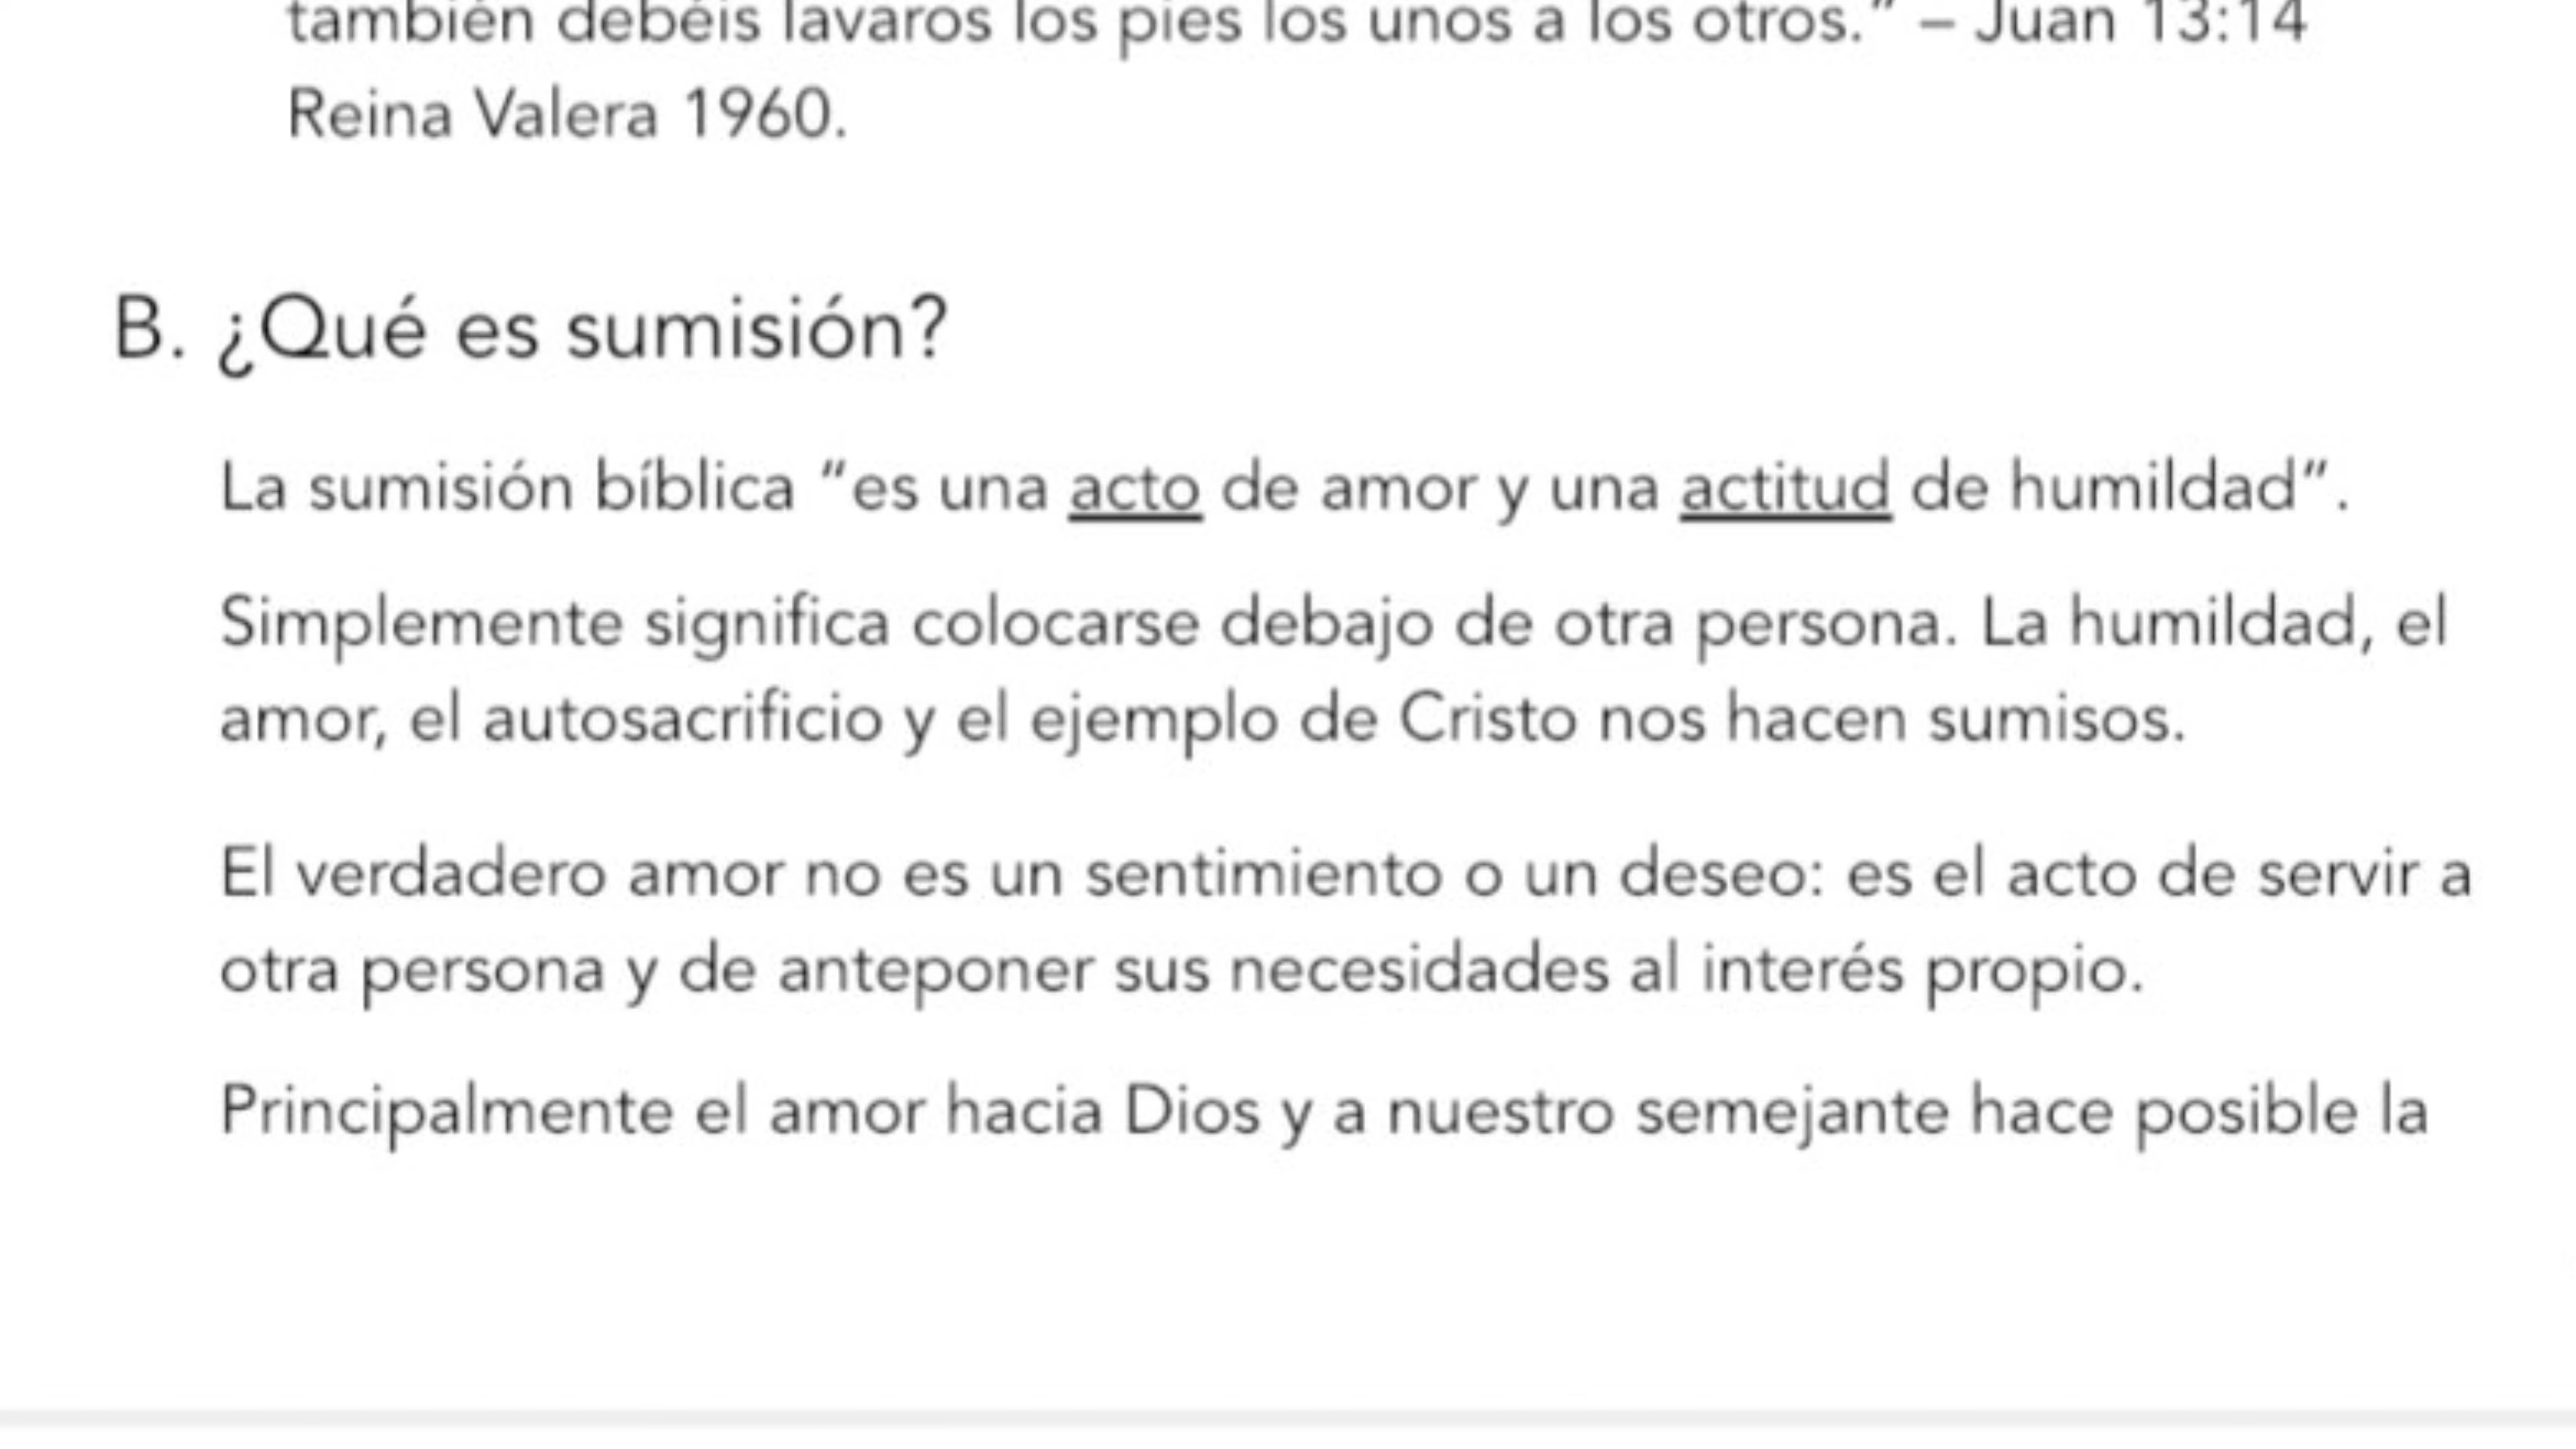 también debéis lavaros los pies los unos a los otros.” – Juan 13:14
Reina Valera 1960.
B. ¿Qué es sumisión?
La sumisión bíblica “es una acto de amor y una actitud de humildad”.
Simplemente significa colocarse debajo de otra persona. La humildad, el
amor, el autosacrificio y el ejemplo de Cristo nos hacen sumisos.
El verdadero amor no es un sentimiento o un deseo: es el acto de servir a
otra persona y de anteponer sus necesidades al interés propio.
Principalmente el amor hacia Dios y a nuestro semejante hace posible la